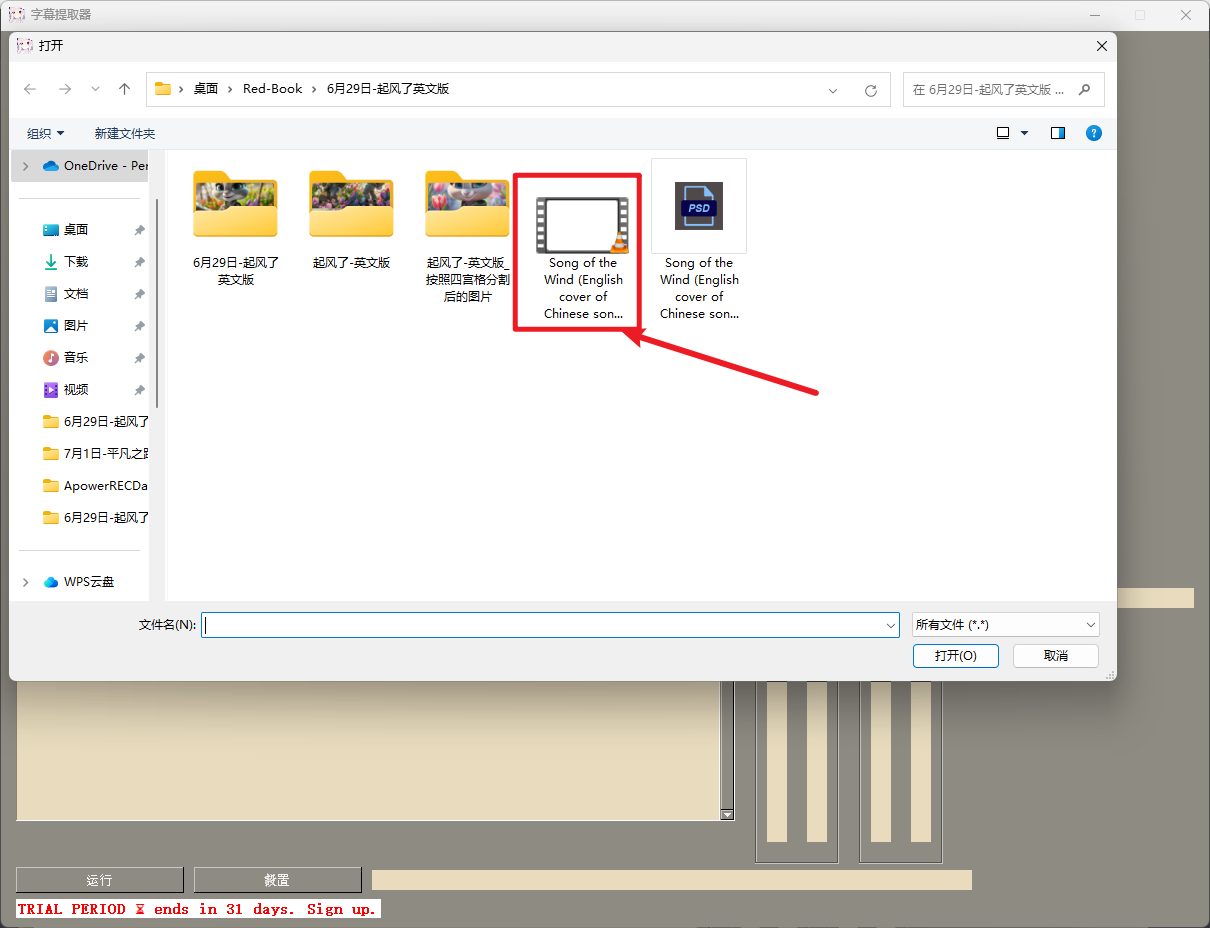 字幕提取器
打开
桌面 › Red-Book › 6月29日-起风了英文版
在 6月29日-起风了英文版 ...
组织
新建文件夹
OneDrive - Per
桌面
下载
文档
图片
音乐
视频
6月29日-起风了
7月1日-平凡之路
ApowerRECDa
6月29日-起风了
WPS云盘
6月29日-起风了
英文版
起风了-英文版
起风了-英文版_
按照四宫格分割
后的图片
Song of the
Wind (English
cover of
Chinese son...
PSD
Song of the
Wind (English
cover of
Chinese son...
文件名(N):
所有文件 (*.*)
打开(O)
取消
运行
TRIAL PERIOD ⧖ ends in 31 days. Sign up.